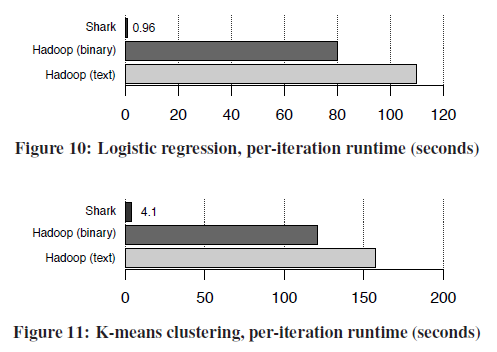 Shark 0.96
Hadoop (binary)
Hadoop (text)
0 20 40 60 80 100 120
Figure 10: Logistic regression, per-iteration runtime (seconds)
Shark 4.1
Hadoop (binary)
Hadoop (text)
0 50 100 150 200
Figure 11: K-means clustering, per-iteration runtime (seconds)